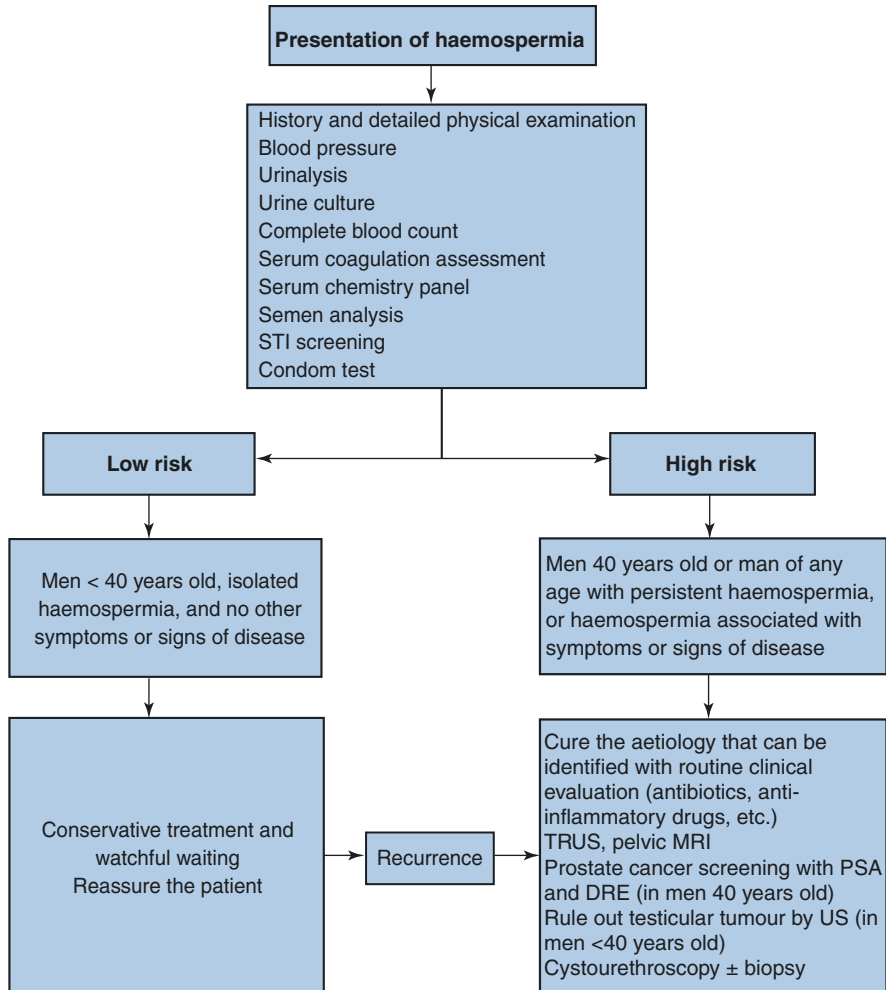 Presentation of haemospermia
History and detailed physical examination
Blood pressure
Urinalysis
Urine culture
Complete blood count
Serum coagulation assessment
Serum chemistry panel
Semen analysis
STI screening
Condom test
Low risk
High risk
Men < 40 years old, isolated
haemospermia, and no other
symptoms or signs of disease
Men 40 years old or man of any
age with persistent haemospermia,
or haemospermia associated with
symptoms or signs of disease
Conservative treatment and
watchful waiting
Reassure the patient
Recurrence
Cure the aetiology that can be
identified with routine clinical
evaluation (antibiotics, anti-
inflammatory drugs, etc.)
TRUS, pelvic MRI
Prostate cancer screening with PSA
and DRE (in men 40 years old)
Rule out testicular tumour by US (in
men <40 years old)
Cystourethroscopy ± biopsy